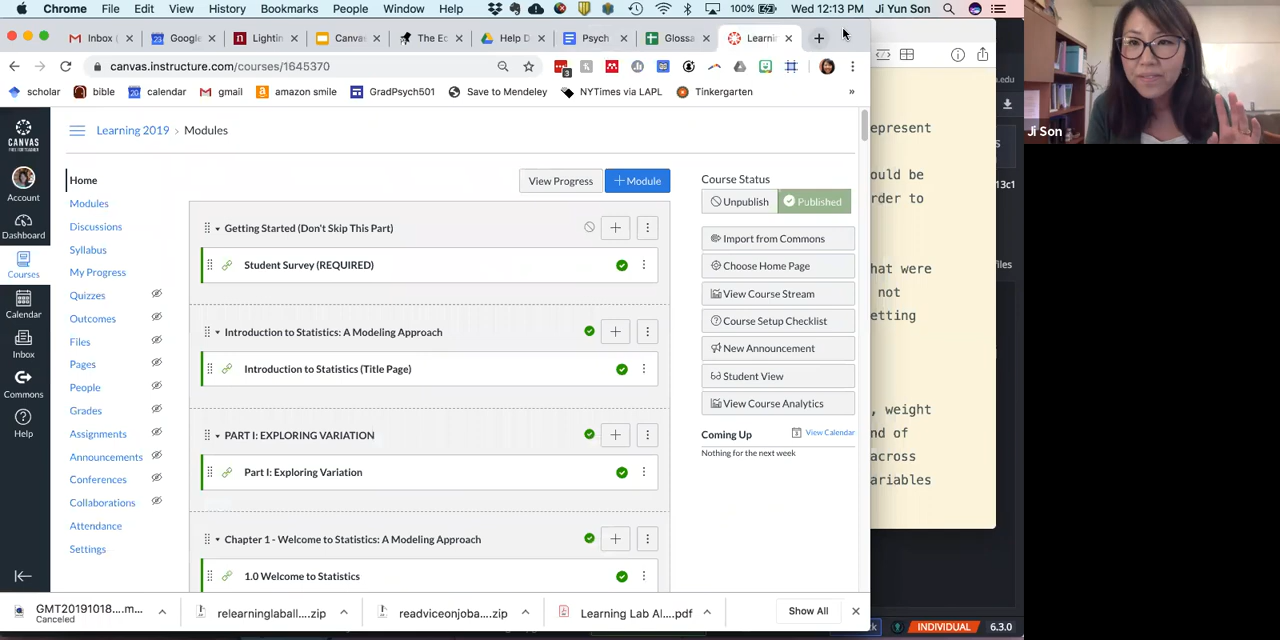 Chrome File Edit View History Bookmarks People Window Help 100% Wed 12:13 PM Ji Yun Son
Inbox ( Google Lightin Canvas The Ec Help D Psych Glossa Learni
canvas.instructure.com/courses/1645370
scholar bible calendar gmail amazonsmile GradPsych501 Save to Mendeley NYTimes via LAPL Tinkergarten »
Learning 2019 › Modules
CANVAS
Account
Dashboard
Courses
Calendar
Inbox
Commons
Help
Home
Modules
Discussions
Syllabus
My Progress
Quizzes
Outcomes
Files
Pages
People
Grades
Assignments
Announcements
Conferences
Collaborations
Attendance
Settings
View Progress + Module
Getting Started (Don't Skip This Part)
Student Survey (REQUIRED)
Introduction to Statistics: A Modeling Approach
Introduction to Statistics (Title Page)
PART I: EXPLORING VARIATION
Part I: Exploring Variation
Chapter 1 - Welcome to Statistics: A Modeling Approach
1.0 Welcome to Statistics
Course Status
Unpublish Published
Import from Commons
Choose Home Page
View Course Stream
Course Setup Checklist
New Announcement
Student View
View Course Analytics
Coming Up View Calendar
Nothing for the next week
epresent
ould be
rder to
hat were
not
etting
, weight
nd of
across
ariables
u.edu
13c1
files
Ji Son
GMT20191018....m...
Canceled
relearninglaball....zip
readviceonjoba....zip
Learning Lab Al....pdf
Show All
INDIVIDUAL 6.3.0